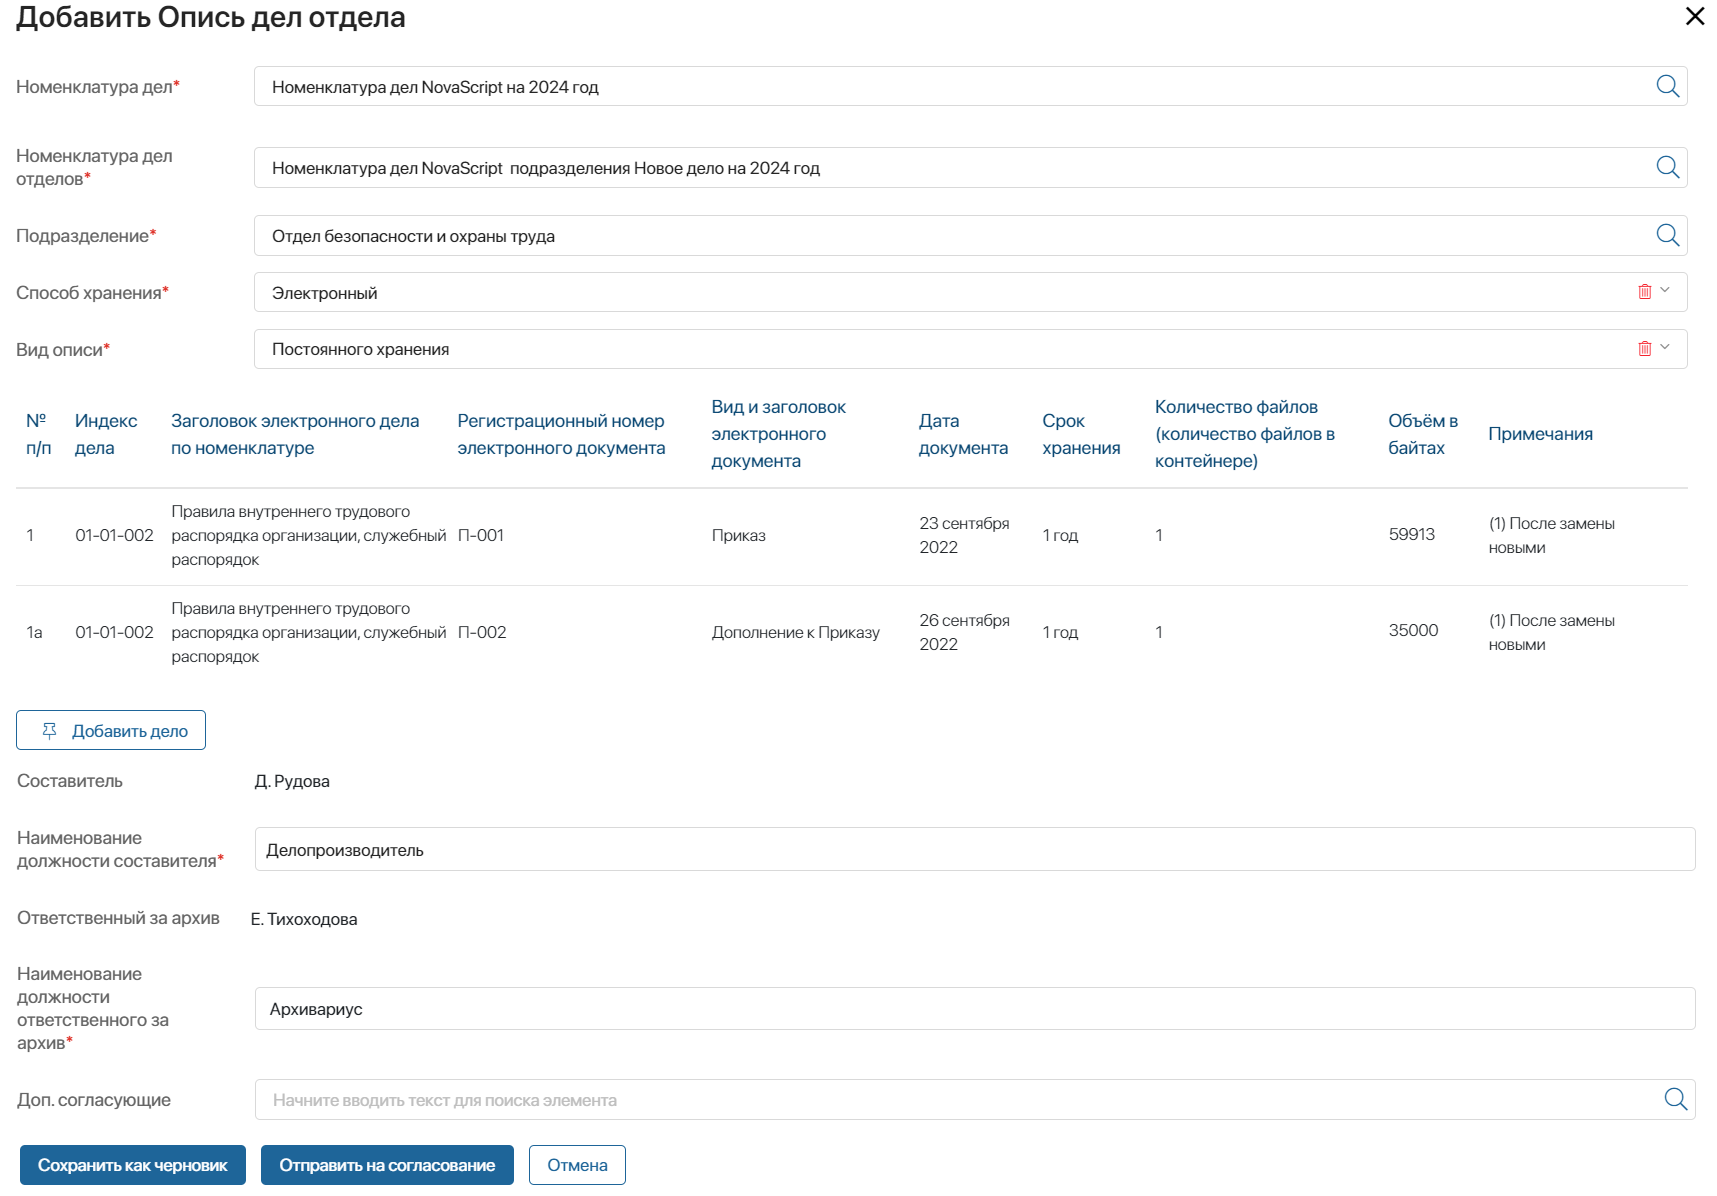 Добавить Опись дел отдела
Номенклатура дел*
Номенклатура дел NovaScript на 2024 год
Номенклатура дел
отделов*
Номенклатура дел NovaScript  подразделения Новое дело на 2024 год
Подразделение*
Отдел безопасности и охраны труда
Способ хранения*
Электронный
Вид описи*
Постоянного хранения
№
п/п
Индекс
дела
Заголовок электронного дела
по номенклатуре
Регистрационный номер
электронного документа
Вид и заголовок
электронного
документа
Дата
документа
Срок
хранения
Количество файлов
(количество файлов в
контейнере)
Объём в
байтах
Примечания
1
01-01-002
Правила внутреннего трудового
распорядка организации, служебный
распорядок
П-001
Приказ
23 сентября
2022
1 год
1
59913
(1) После замены
новыми
1а
01-01-002
Правила внутреннего трудового
распорядка организации, служебный
распорядок
П-002
Дополнение к Приказу
26 сентября
2022
1 год
1
35000
(1) После замены
новыми
Добавить дело
Составитель
Д. Рудова
Наименование
должности составителя*
Делопроизводитель
Ответственный за архив
Е. Тихоходова
Наименование
должности
ответственного за
архив*
Архивариус
Доп. согласующие
Начните вводить текст для поиска элемента
Сохранить как черновик
Отправить на согласование
Отмена